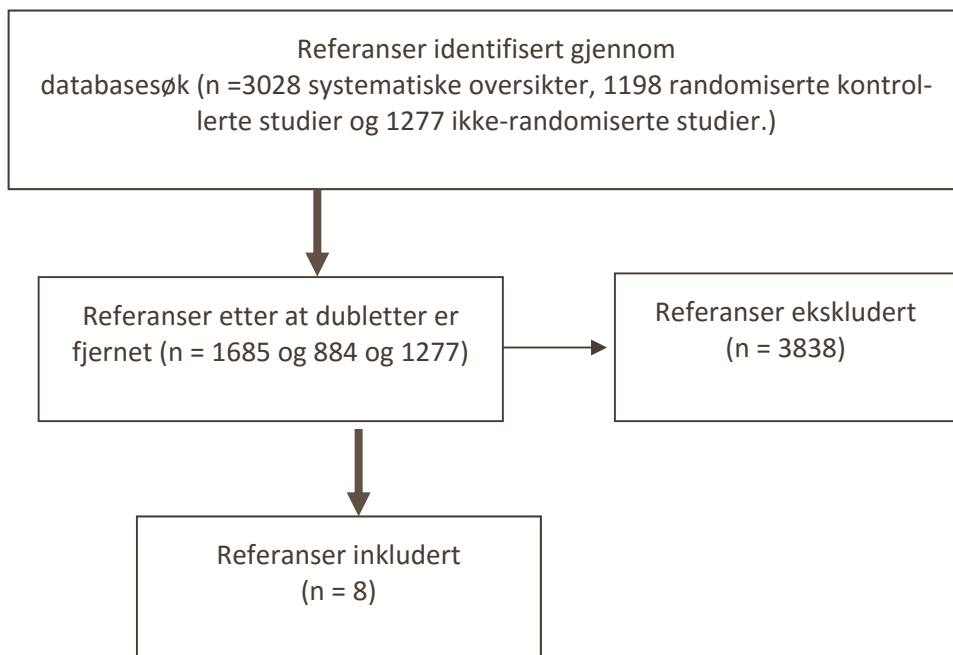 Referanser identifisert gjennom
databasesøk (n =3028 systematiske oversikter, 1198 randomiserte kontrol-
lerte studier og 1277 ikke-randomiserte studier.)
Referanser etter at dubletter er
fjernet (n = 1685 og 884 og 1277)
Referanser ekskludert
(n = 3838)
Referanser inkludert
(n = 8)